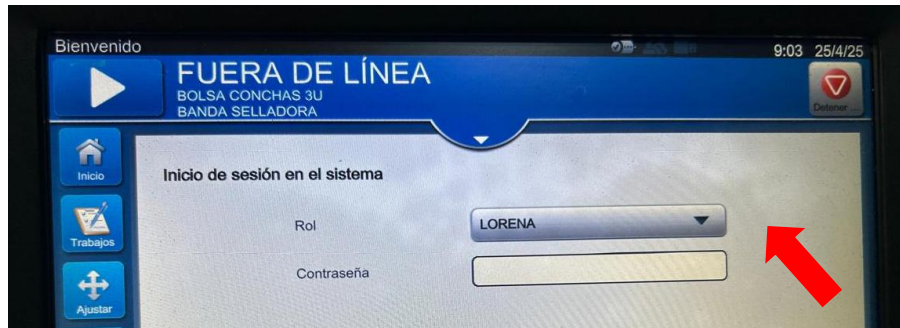 Bienvenido
9:03 25/4/25
FUERA DE LÍNEA
BOLSA CONCHAS 3U
BANDA SELLADORA
Detener ...
Inicio
Inicio de sesión en el sistema
Trabajos
Rol LORENA
Contraseña
Ajustar